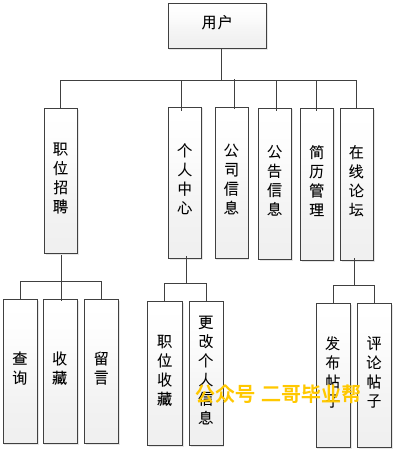 用户
职位招聘
个人中心
公司信息
公告信息
简历管理
在线论坛
查询
收藏
留言
职位收藏
更改个人信息
发布帖子
评论帖子
公众号 二哥毕业帮